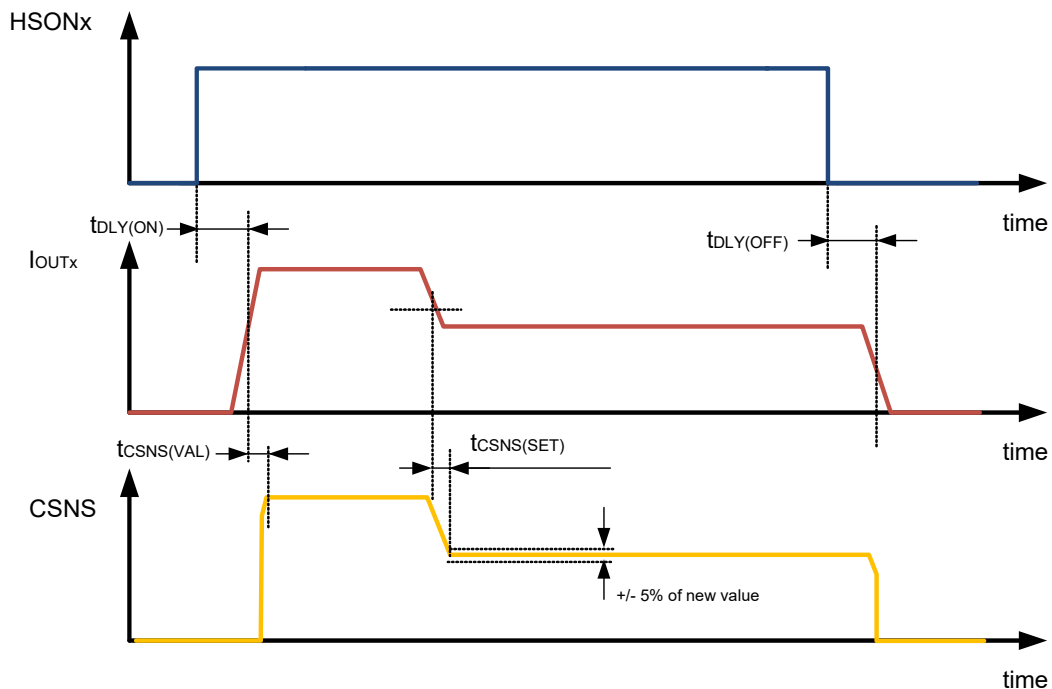 HSONx
time
tDLY(ON)
tDLY(OFF)
IOUTx
time
tCSNS(VAL)
tCSNS(SET)
CSNS
+/- 5% of new value
time